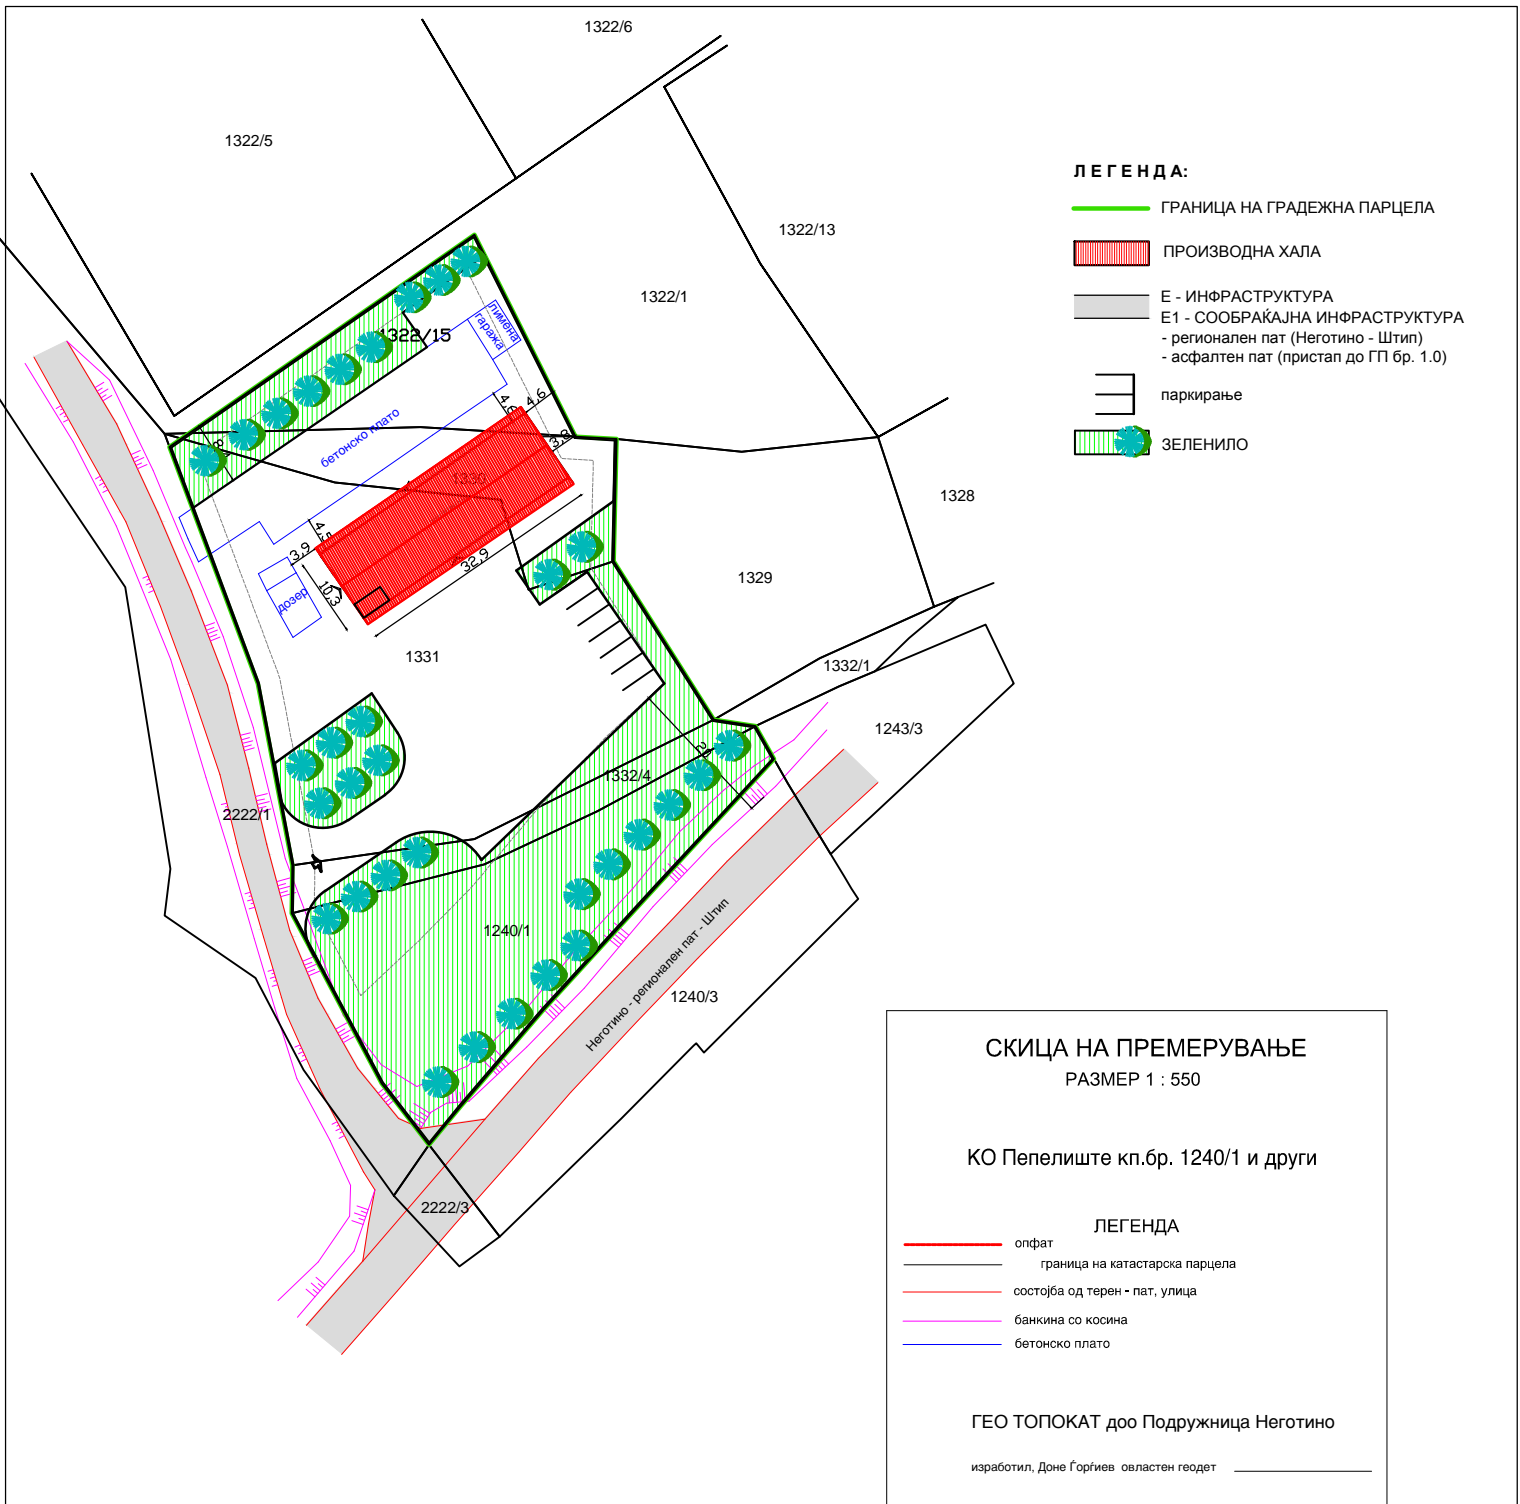 1322/6
1322/5
1322/13
1322/1
1322/15
лимена
гаража
бетонско плато
4,6
4,6
3,9
1330
4,5
3,9
10,3
32,9
дозер
1331
1328
1329
1332/1
1243/3
20
1332/4
2222/1
1240/1
Неготино - регионален пат - Штип
1240/3
2222/3
ЛЕГЕНДА:
ГРАНИЦА НА ГРАДЕЖНА ПАРЦЕЛА
ПРОИЗВОДНА ХАЛА
Е - ИНФРАСТРУКТУРА
Е1 - СООБРАЌАЈНА ИНФРАСТРУКТУРА
- регионален пат (Неготино - Штип)
- асфалтен пат (пристап до ГП бр. 1.0)
паркирање
ЗЕЛЕНИЛО
СКИЦА НА ПРЕМЕРУВАЊЕ
РАЗМЕР 1 : 550
КО Пепелиште кп.бр. 1240/1 и други
ЛЕГЕНДА
опфат
граница на катастарска парцела
состојба од терен - пат, улица
банкина со косина
бетонско плато
ГЕО ТОПОКАТ доо Подружница Неготино
изработил, Доне Ѓорѓиев овластен геодет